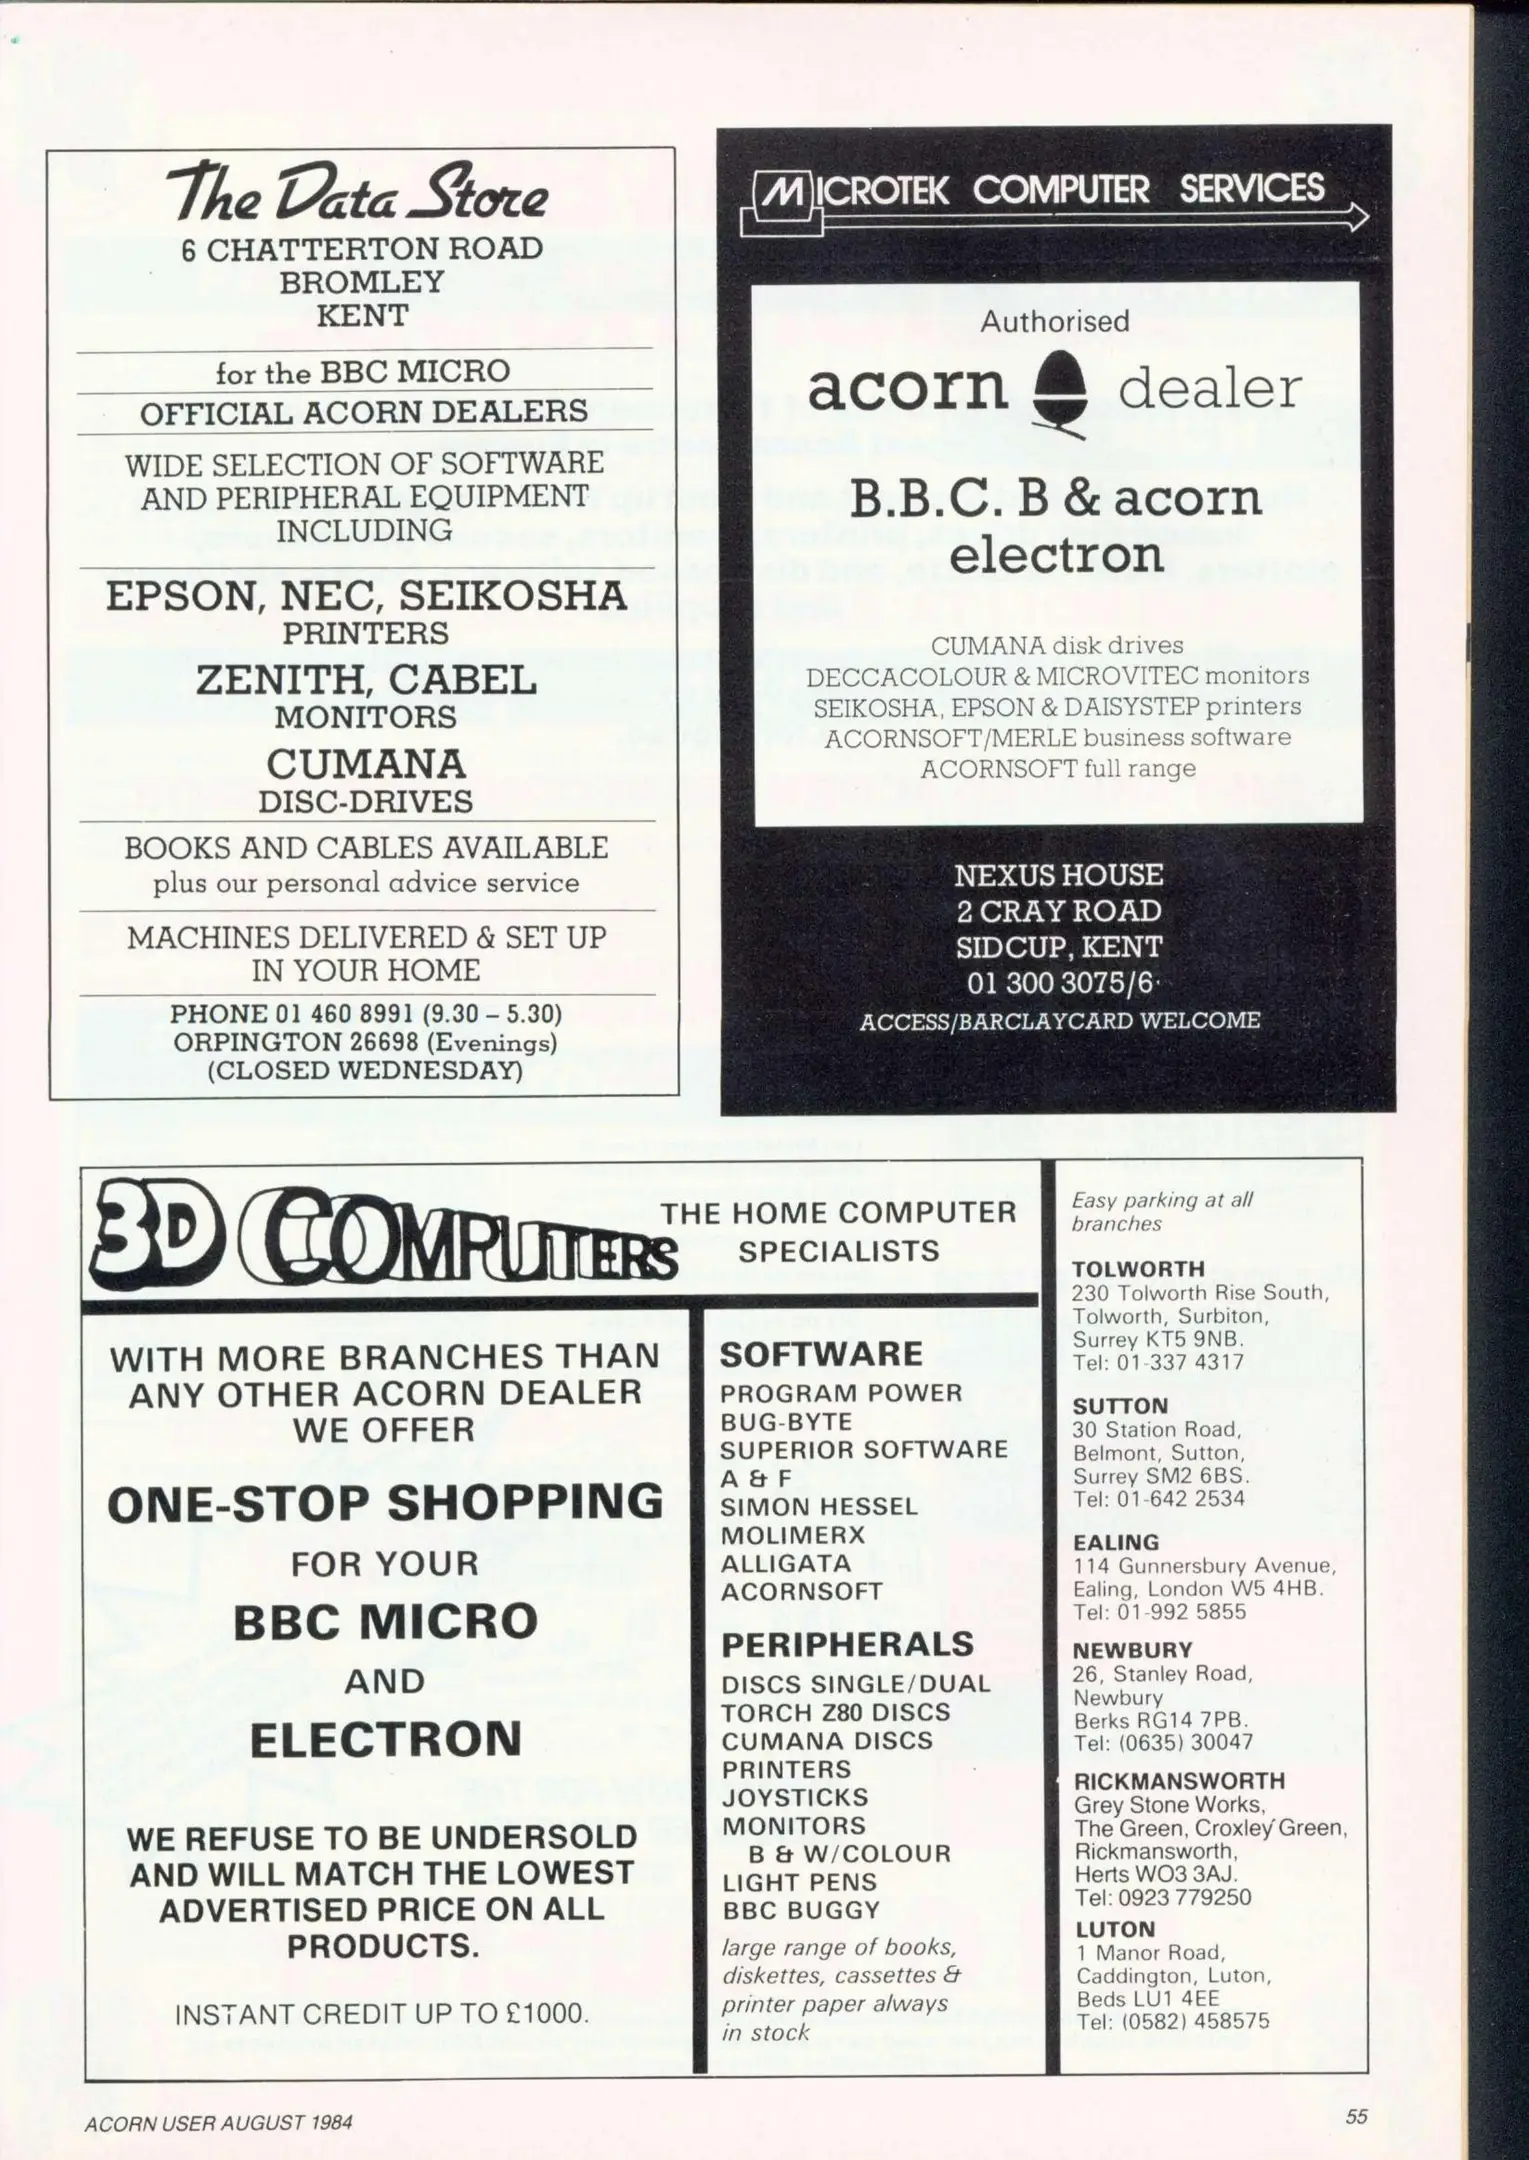 The Data Store
6 CHATTERTON ROAD
BROMLEY
KENT
for the BBC MICRO
OFFICIAL ACORN DEALERS
WIDE SELECTION OF SOFTWARE
AND PERIPHERAL EQUIPMENT
INCLUDING
EPSON, NEC, SEIKOSHA
PRINTERS
ZENITH, CABEL
MONITORS
CUMANA
DISC-DRIVES
BOOKS AND CABLES AVAILABLE
plus our personal advice service
MACHINES DELIVERED & SET UP
IN YOUR HOME
PHONE 01 460 8991 (9.30 – 5.30)
ORPINGTON 26698 (Evenings)
(CLOSED WEDNESDAY)
MICROTEK COMPUTER SERVICES
Authorised
acorn dealer
B.B.C. B & acorn
electron
CUMANA disk drives
DECCACOLOUR & MICROVITEC monitors
SEIKOSHA, EPSON & DAISYSTEP printers
ACORNSOFT/MERLE business software
ACORNSOFT full range
NEXUS HOUSE
2 CRAY ROAD
SIDCUP, KENT
01 300 3075/6
ACCESS/BARCLAYCARD WELCOME
3D COMPUTERS
THE HOME COMPUTER
SPECIALISTS
WITH MORE BRANCHES THAN
ANY OTHER ACORN DEALER
WE OFFER
ONE-STOP SHOPPING
FOR YOUR
BBC MICRO
AND
ELECTRON
WE REFUSE TO BE UNDERSOLD
AND WILL MATCH THE LOWEST
ADVERTISED PRICE ON ALL
PRODUCTS.
INSTANT CREDIT UP TO £1000.
SOFTWARE
PROGRAM POWER
BUG-BYTE
SUPERIOR SOFTWARE
A & F
SIMON HESSEL
MOLIMERX
ALLIGATA
ACORNSOFT
PERIPHERALS
DISCS SINGLE/DUAL
TORCH Z80 DISCS
CUMANA DISCS
PRINTERS
JOYSTICKS
MONITORS
B & W/COLOUR
LIGHT PENS
BBC BUGGY
large range of books,
diskettes, cassettes &
printer paper always
in stock
Easy parking at all
branches
TOLWORTH
230 Tolworth Rise South,
Tolworth, Surbiton,
Surrey KT5 9NB.
Tel: 01-337 4317
SUTTON
30 Station Road,
Belmont, Sutton,
Surrey SM2 6BS.
Tel: 01-642 2534
EALING
114 Gunnersbury Avenue,
Ealing, London W5 4HB.
Tel: 01-992 5855
NEWBURY
26, Stanley Road,
Newbury
Berks RG14 7PB.
Tel: (0635) 30047
RICKMANSWORTH
Grey Stone Works,
The Green, Croxley Green,
Rickmansworth,
Herts WO3 3AJ.
Tel: 0923 779250
LUTON
1 Manor Road,
Caddington, Luton,
Beds LU1 4EE
Tel: (0582) 458575
ACORN USER AUGUST 1984
55